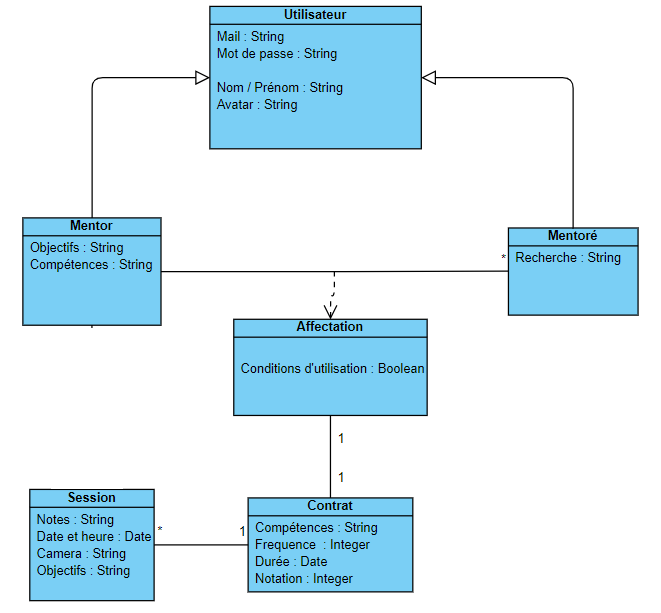 Utilisateur
Mail : String
Mot de passe : String
Nom / Prénom : String
Avatar : String
Mentor
Objectifs : String
Compétences : String
Mentoré
Recherche : String
*
Affectation
Conditions d'utilisation : Boolean
1
1
Session
Notes : String
Date et heure : Date
Camera : String
Objectifs : String
*
1
Contrat
Compétences : String
Frequence : Integer
Durée : Date
Notation : Integer